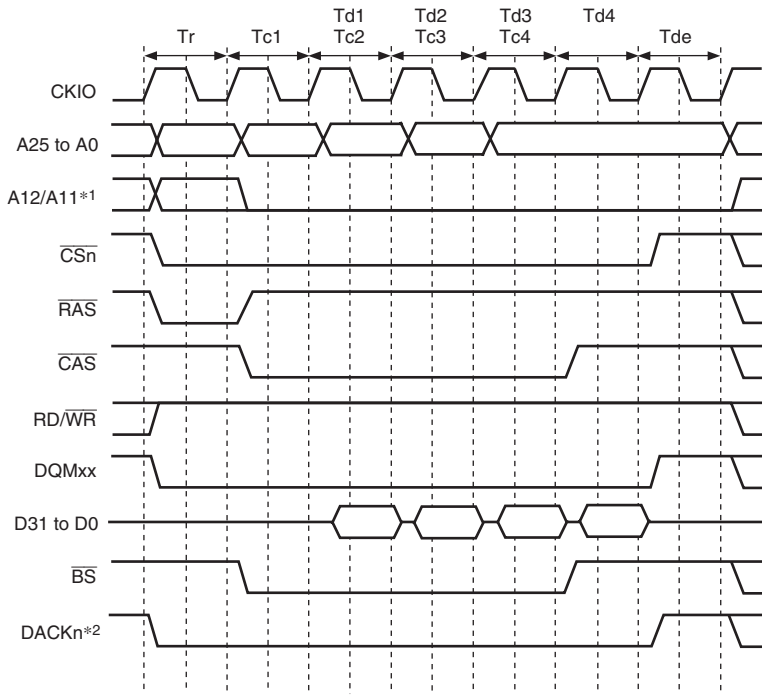 Td1 Td2 Td3 Td4
Tr Tc1 Tc2 Tc3 Tc4 Tde
CKIO
A25 to A0
A12/A11*1
CSn
RAS
CAS
RD/WR
DQMxx
D31 to D0
BS
DACKn*2